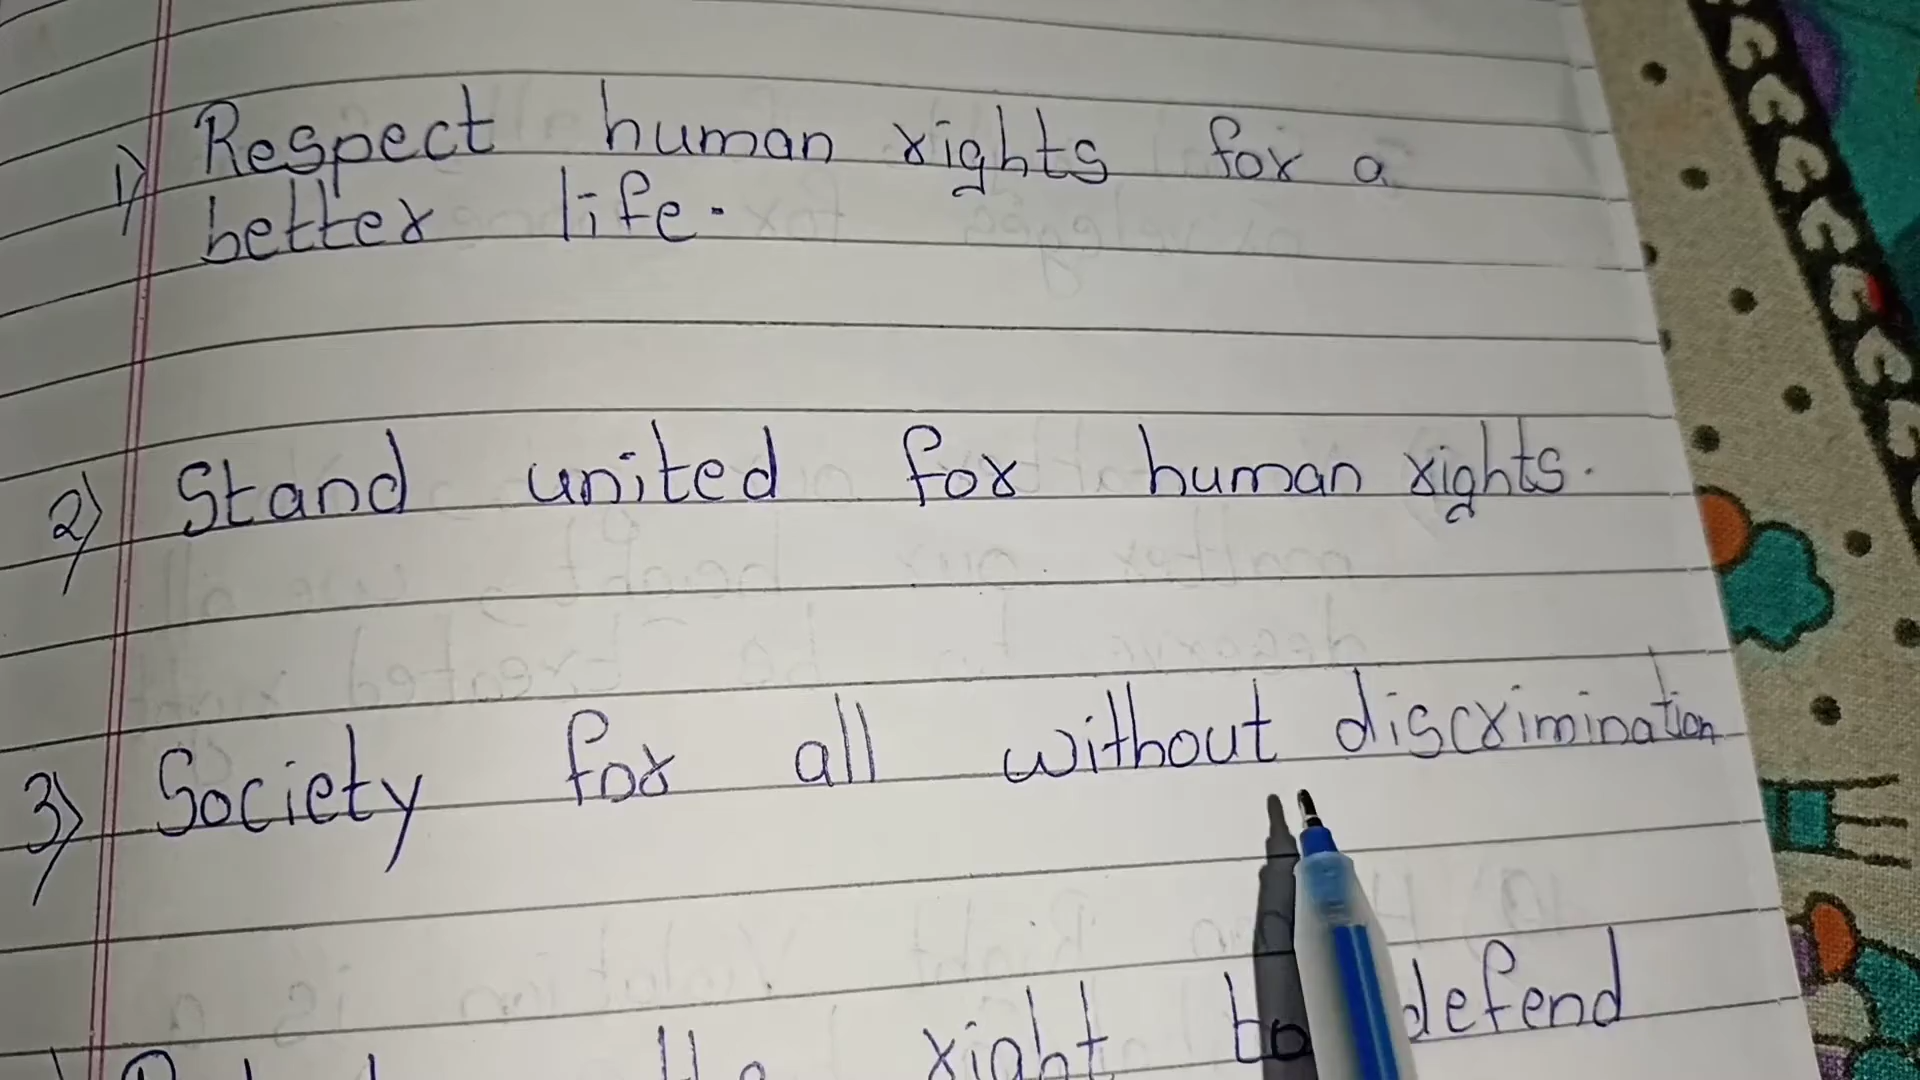 1) Respect human rights for a
better life.
2) Stand united for human rights.
3) Society for all without discrimination
right to defend